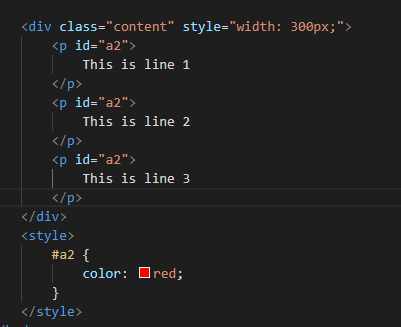 <div class="content" style="width: 300px;">
<p id="a2">
This is line 1
</p>
<p id="a2">
This is line 2
</p>
<p id="a2">
This is line 3
</p>
</div>
<style>
#a2 {
color: red;
}
</style>